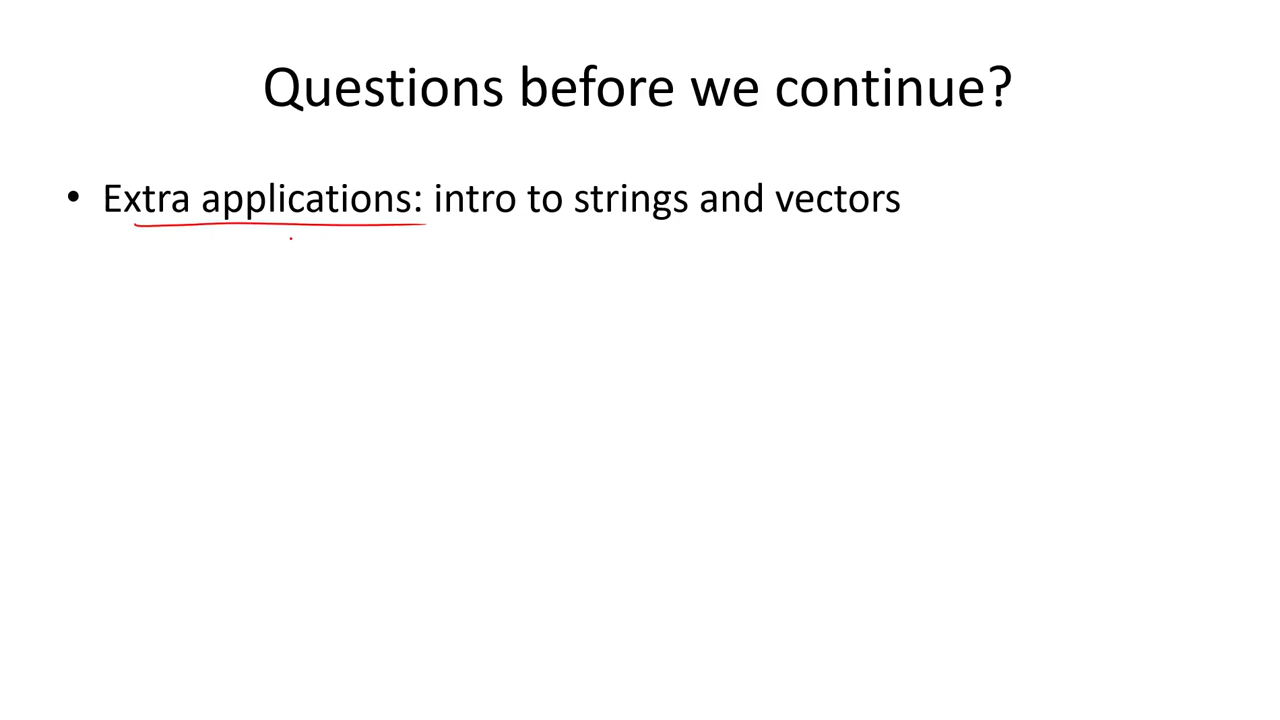 Questions before we continue?
• Extra applications: intro to strings and vectors